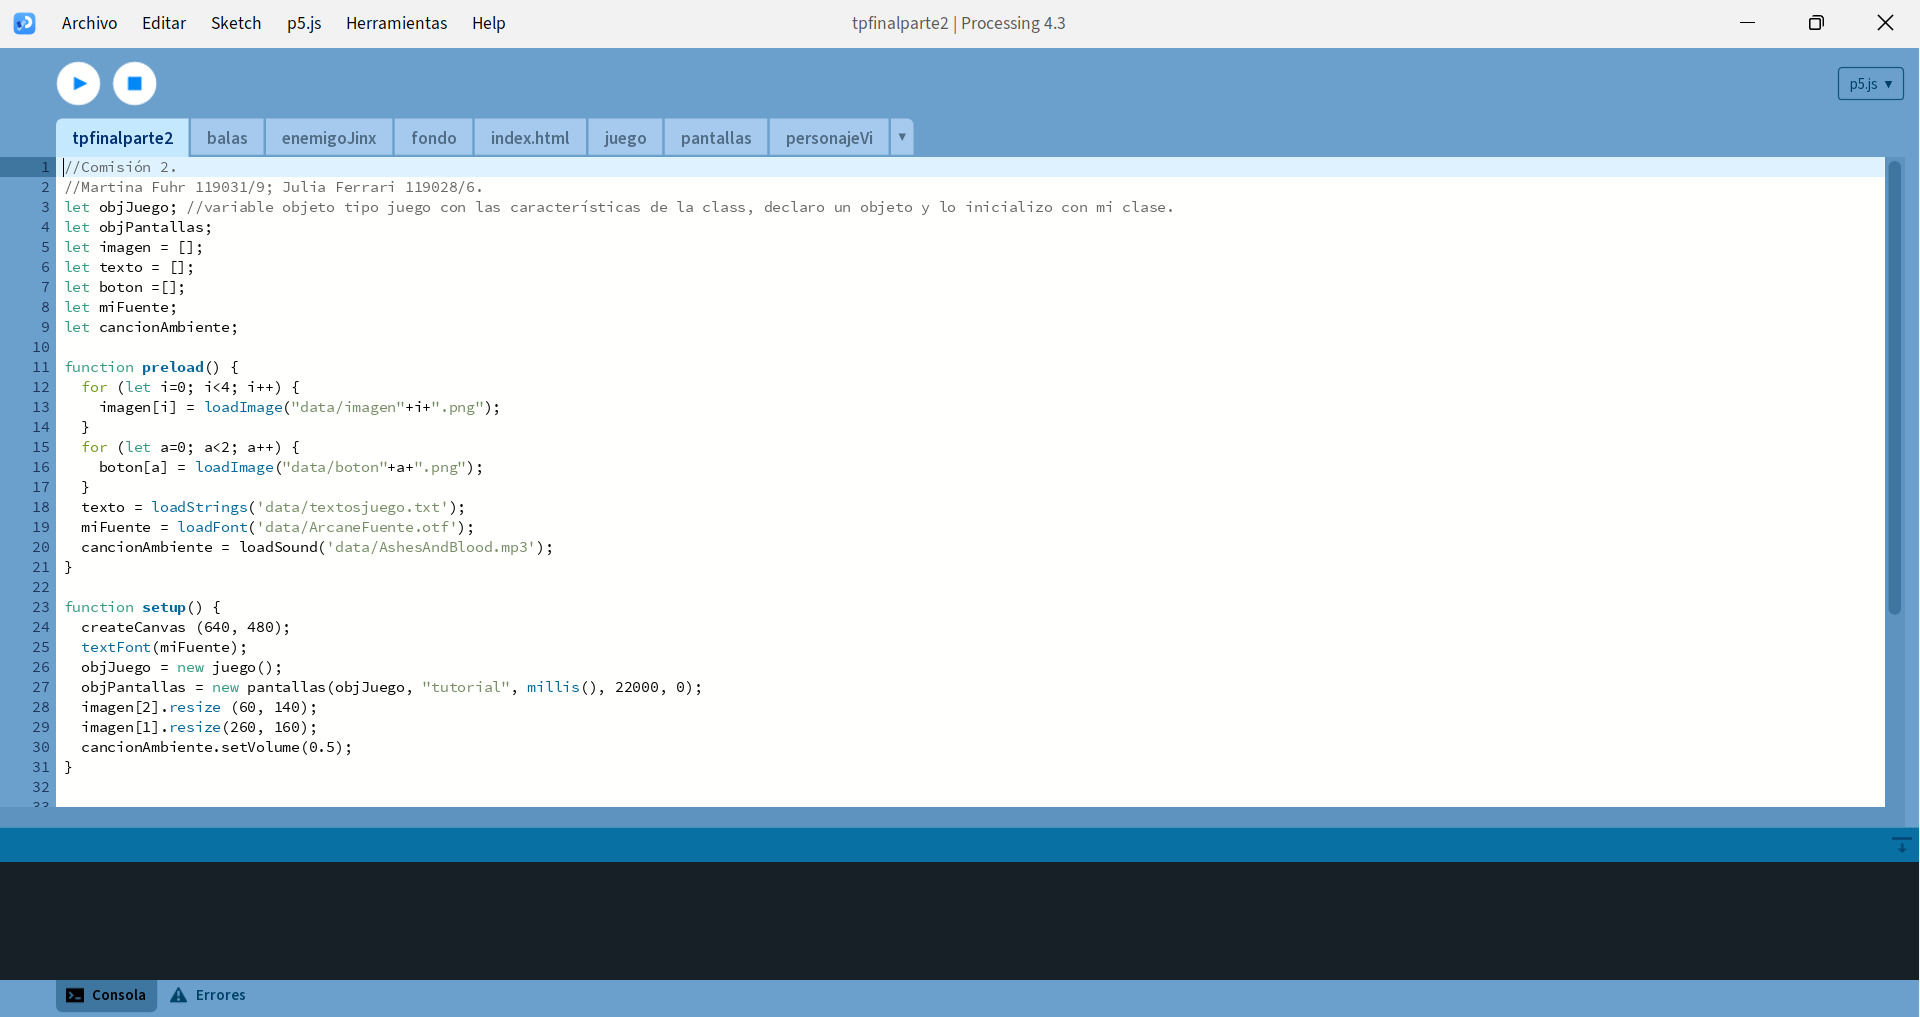 Archivo Editar Sketch p5.js Herramientas Help tpfinalparte2 | Processing 4.3
p5.js ▼
tpfinalparte2 balas enemigoJinx fondo index.html juego pantallas personajeVi ▼
1 //Comisión 2.
2 //Martina Fuhr 119031/9; Julia Ferrari 119028/6.
3 let objJuego; //variable objeto tipo juego con las características de la class, declaro un objeto y lo inicializo con mi clase.
4 let objPantallas;
5 let imagen = [];
6 let texto = [];
7 let boton =[];
8 let miFuente;
9 let cancionAmbiente;
10
11 function preload() {
12   for (let i=0; i<4; i++) {
13     imagen[i] = loadImage("data/imagen"+i+".png");
14   }
15   for (let a=0; a<2; a++) {
16     boton[a] = loadImage("data/boton"+a+".png");
17   }
18   texto = loadStrings('data/textosjuego.txt');
19   miFuente = loadFont('data/ArcaneFuente.otf');
20   cancionAmbiente = loadSound('data/AshesAndBlood.mp3');
21 }
22
23 function setup() {
24   createCanvas (640, 480);
25   textFont(miFuente);
26   objJuego = new juego();
27   objPantallas = new pantallas(objJuego, "tutorial", millis(), 22000, 0);
28   imagen[2].resize (60, 140);
29   imagen[1].resize(260, 160);
30   cancionAmbiente.setVolume(0.5);
31 }
32
33
Consola Errores